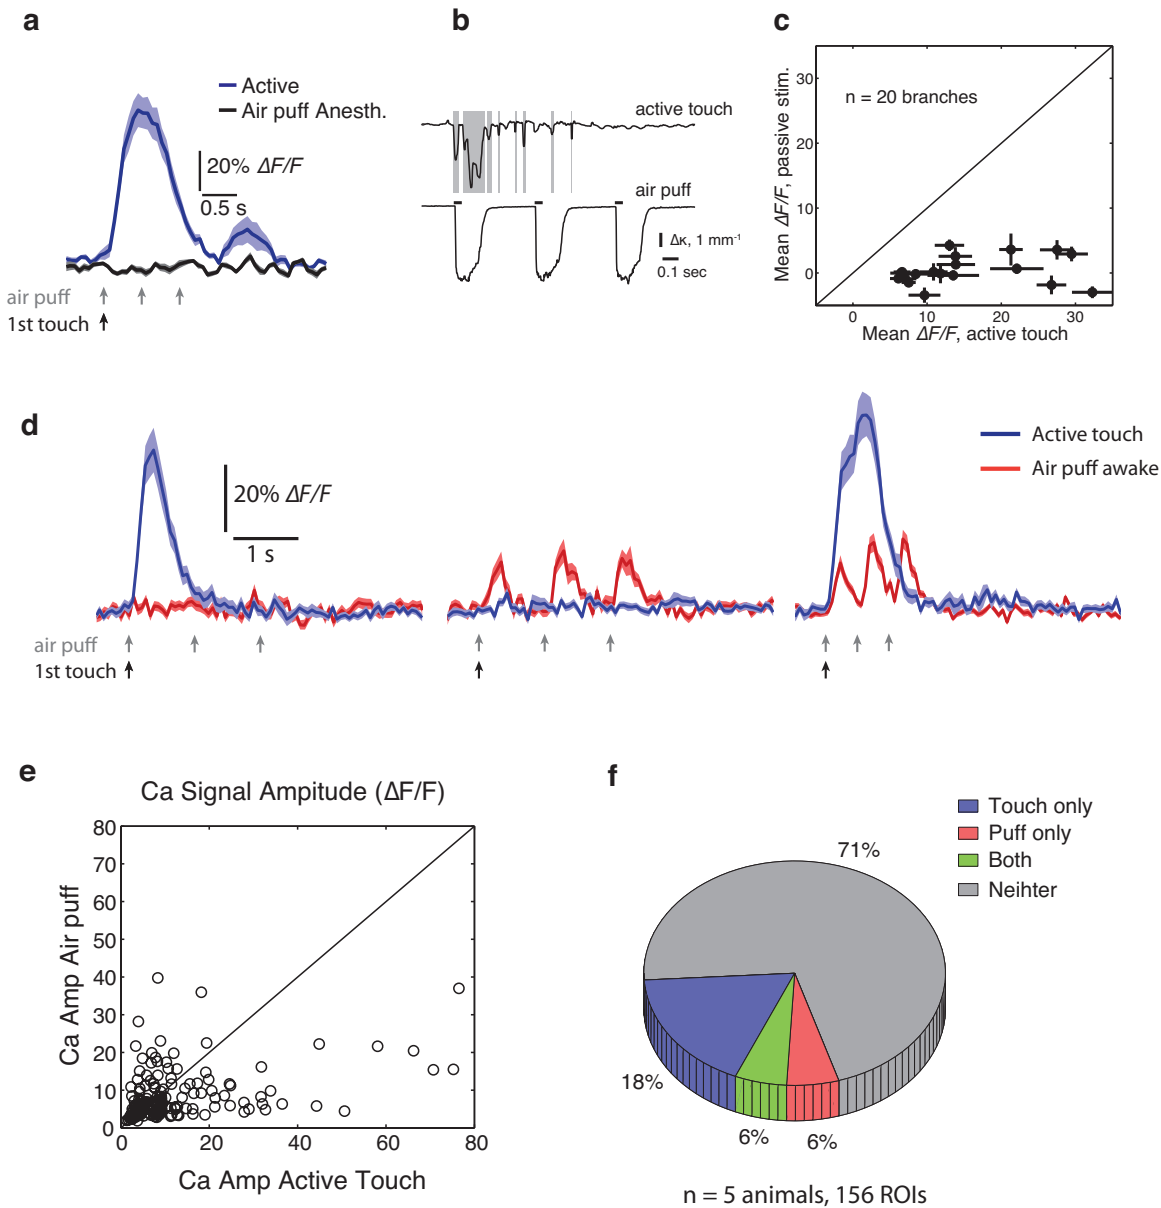 a
Active
Air puff Anesth.
20% ΔF/F
0.5 s
air puff
1st touch
b
active touch
air puff
Δκ, 1 mm-1
0.1 sec
c
Mean ΔF/F, passive stim.
30
20
10
0
n = 20 branches
0 10 20 30
Mean ΔF/F, active touch
d
20% ΔF/F
1 s
Active touch
Air puff awake
air puff
1st touch
e
Ca Signal Ampitude (ΔF/F)
Ca Amp Air puff
80
70
60
50
40
30
20
10
0
0 20 40 60 80
Ca Amp Active Touch
f
Touch only
Puff only
Both
Neihter
71%
18%
6%
6%
n = 5 animals, 156 ROIs